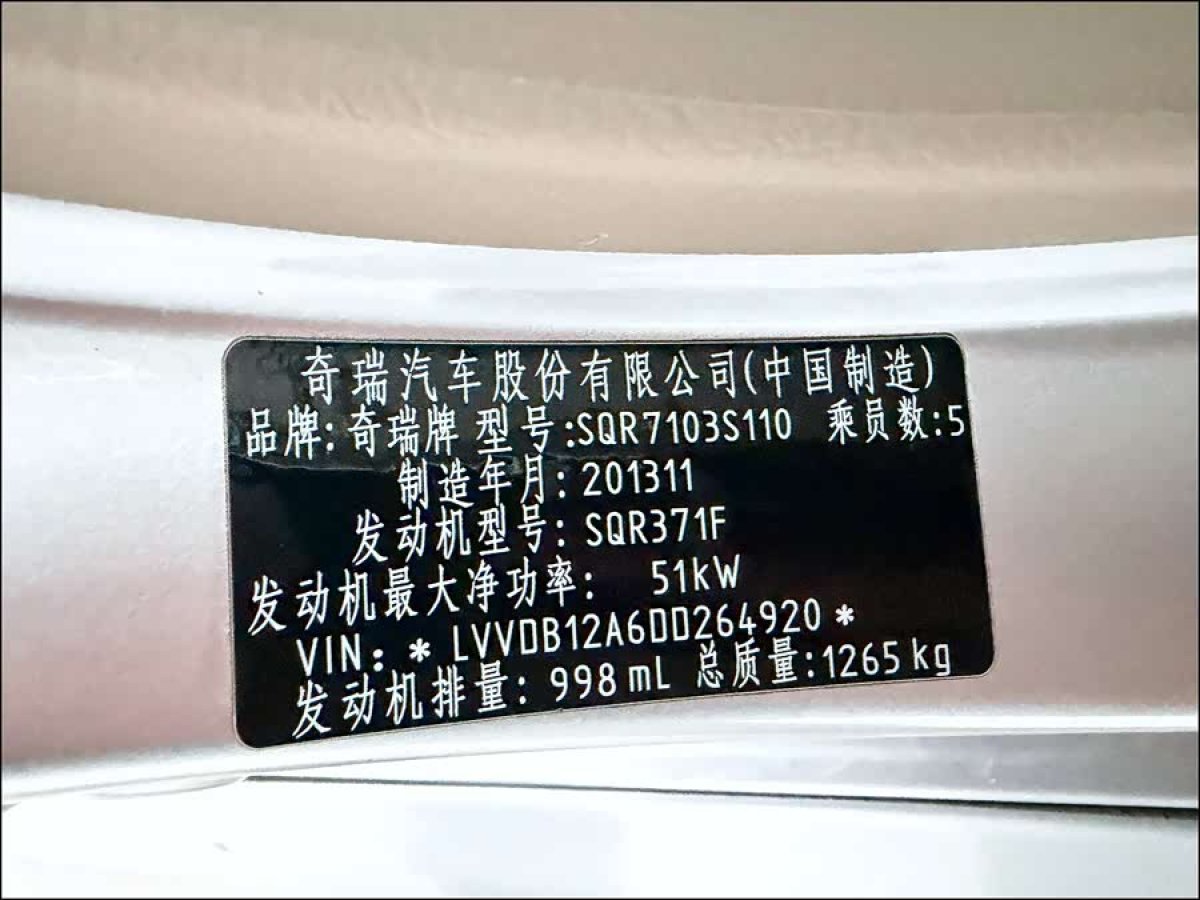 奇瑞汽车股份有限公司(中国制造)
品牌:奇瑞牌 型号:SQR7103S110 乘员数:5
制造年月:201311
发动机型号:SQR371F
发动机最大净功率: 51kW
VIN:*LVVDB12A6DD264920*
发动机排量:998mL 总质量:1265kg